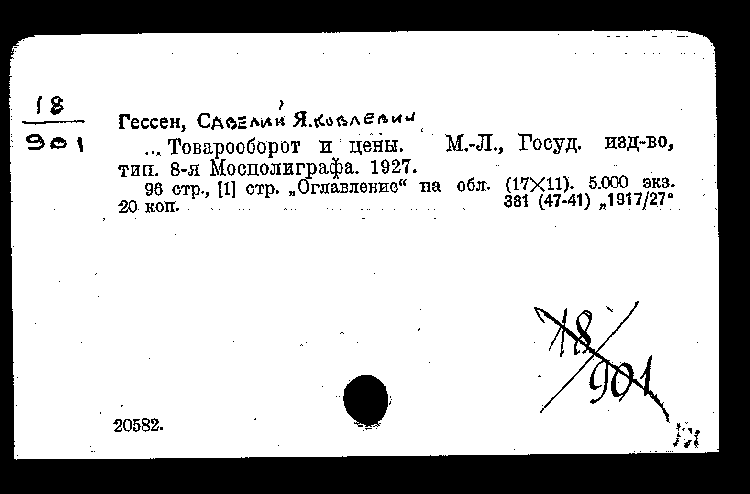 18
901
Гессен, Савелий Яковлевич
... Товарооборот и цены. М.-Л., Госуд. изд-во,
тип. 8-я Мосполиграфа. 1927.
96 стр., [1] стр. „Оглавление“ на обл. (17X11). 5.000 экз.
20 коп. 381 (47-41) „1917/27“
18
901
20582.